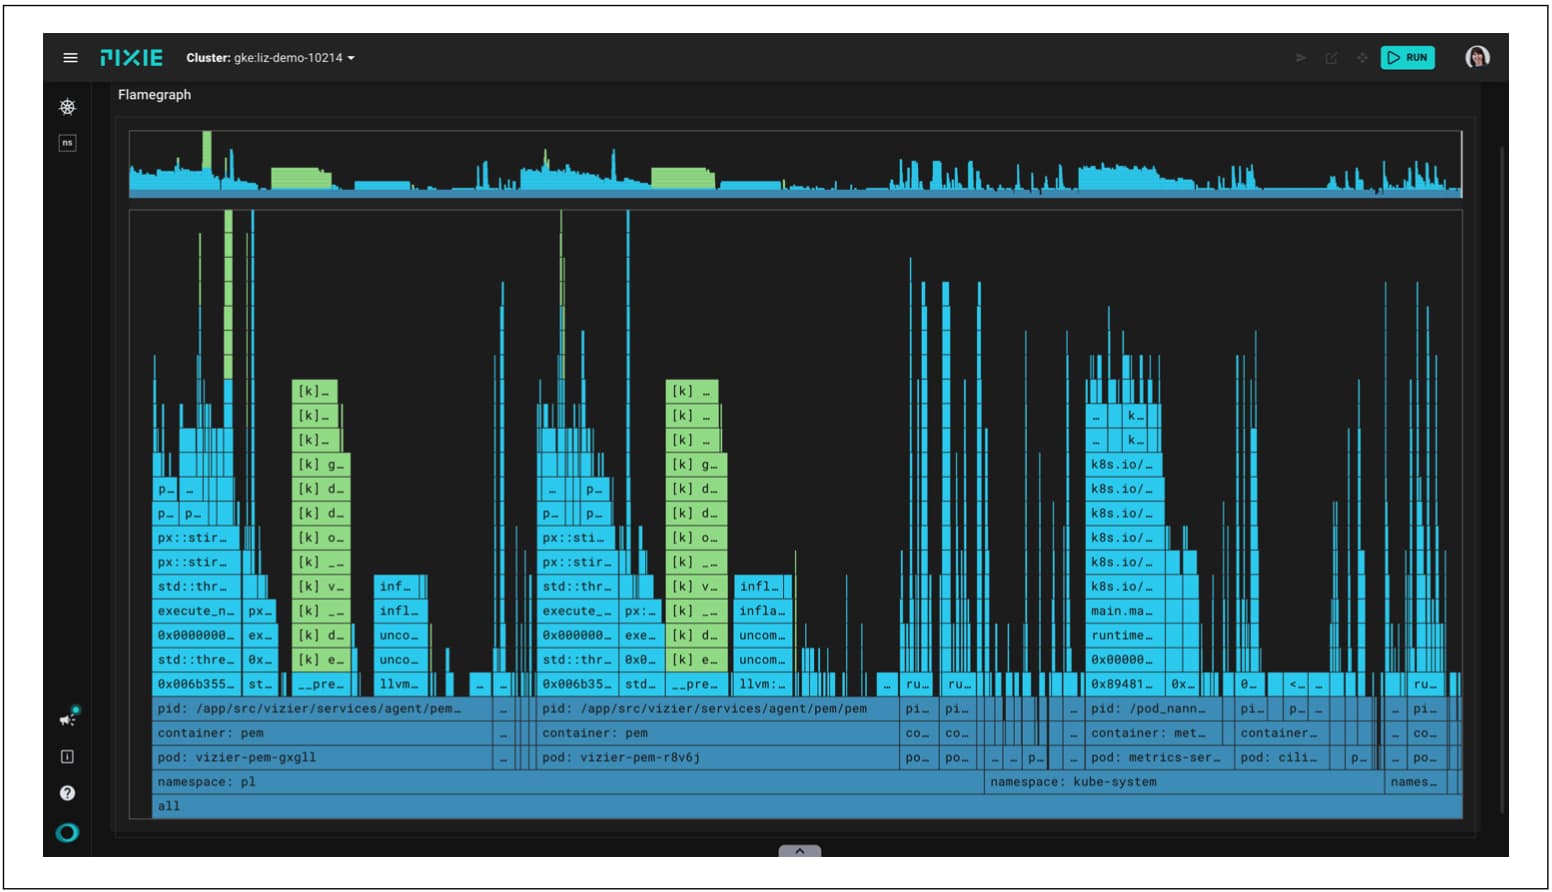 PIXIE Cluster: gke:liz-demo-10214 RUN
Flamegraph
ns
[k]… [k] …
[k]… [k] … … k…
[k]… [k] … … k…
[k] g… [k] g… k8s.io/…
p… … [k] d… … p… [k] d… k8s.io/…
p… p… [k] d… p… p… [k] d… k8s.io/…
px::stir… [k] o… px::sti… [k] o… k8s.io/…
px::stir… [k] _… px::stir… [k] _… k8s.io/…
std::thr… [k] v… inf… std::thr… [k] v… infl… k8s.io/…
execute_n… px… [k] _… infl… execute_… px:… [k] _… infla… main.ma…
0x0000000… ex… [k] d… unco… 0x000000… exe… [k] d… uncom… runtime…
std::thre… 0x… [k] e… unco… std::thr… 0x0… [k] e… uncom… 0x00000…
0x006b355… st… __pre… llvm… … … 0x006b35… std… __pre… llvm:… … ru… ru… 0x89481… 0x… 0… <… … ru…
pid: /app/src/vizier/services/agent/pem… … pid: /app/src/vizier/services/agent/pem/pem pi… pi… … pid: /pod_nann… pi… p… … … pi…
container: pem … container: pem co… co… … container: met… container… … co…
pod: vizier-pem-gxgll … pod: vizier-pem-r8v6j po… po… … … p… … pod: metrics-ser… pod: cili… p… … po…
namespace: pl namespace: kube-system names…
all